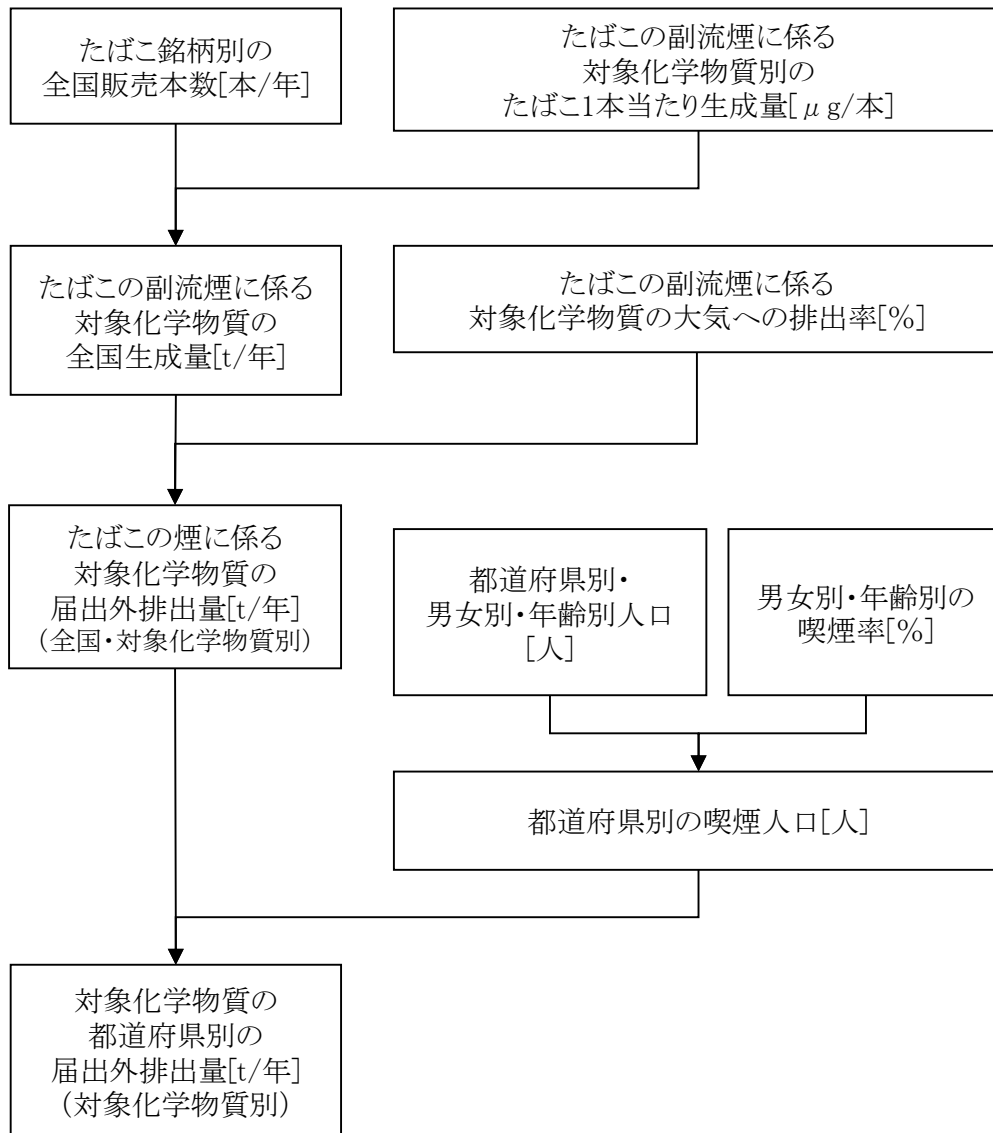 たばこ銘柄別の
全国販売本数[本/年]
たばこの副流煙に係る
対象化学物質別の
たばこ1本当たり生成量[μg/本]
たばこの副流煙に係る
対象化学物質の
全国生成量[t/年]
たばこの副流煙に係る
対象化学物質の大気への排出率[%]
たばこの煙に係る
対象化学物質の
届出外排出量[t/年]
（全国・対象化学物質別）
都道府県別・
男女別・年齢別人口
[人]
男女別・年齢別の
喫煙率[%]
都道府県別の喫煙人口[人]
対象化学物質の
都道府県別の
届出外排出量[t/年]
（対象化学物質別）